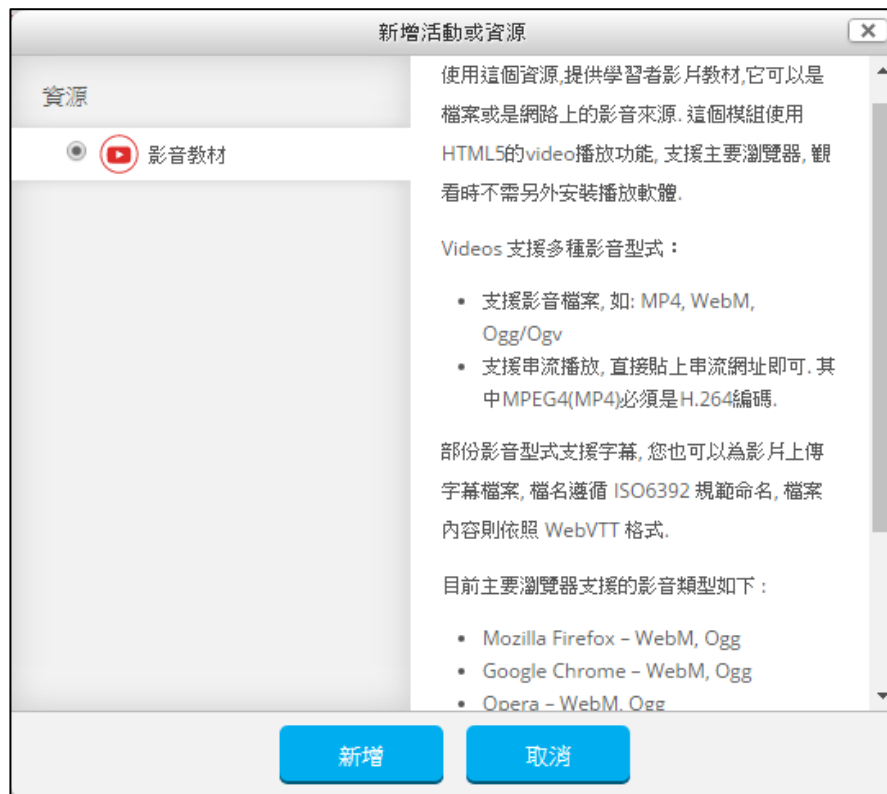 新增活動或資源
資源
影音教材
使用這個資源,提供學習者影片教材,它可以是
檔案或是網路上的影音來源. 這個模組使用
HTML5的video播放功能, 支援主要瀏覽器, 觀
看時不需另外安裝播放軟體.
Videos 支援多種影音型式：
• 支援影音檔案, 如: MP4, WebM,
Ogg/Ogv
• 支援串流播放, 直接貼上串流網址即可. 其
中MPEG4(MP4)必須是H.264編碼.
部份影音型式支援字幕, 您也可以為影片上傳
字幕檔案, 檔名遵循 ISO6392 規範命名, 檔案
內容則依照 WebVTT 格式.
目前主要瀏覽器支援的影音類型如下 :
• Mozilla Firefox – WebM, Ogg
• Google Chrome – WebM, Ogg
• Opera – WebM, Ogg
新增
取消